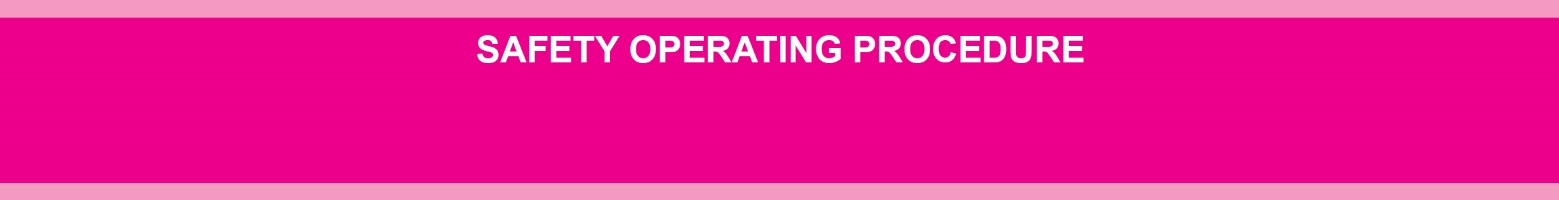 SAFETY OPERATING PROCEDURE